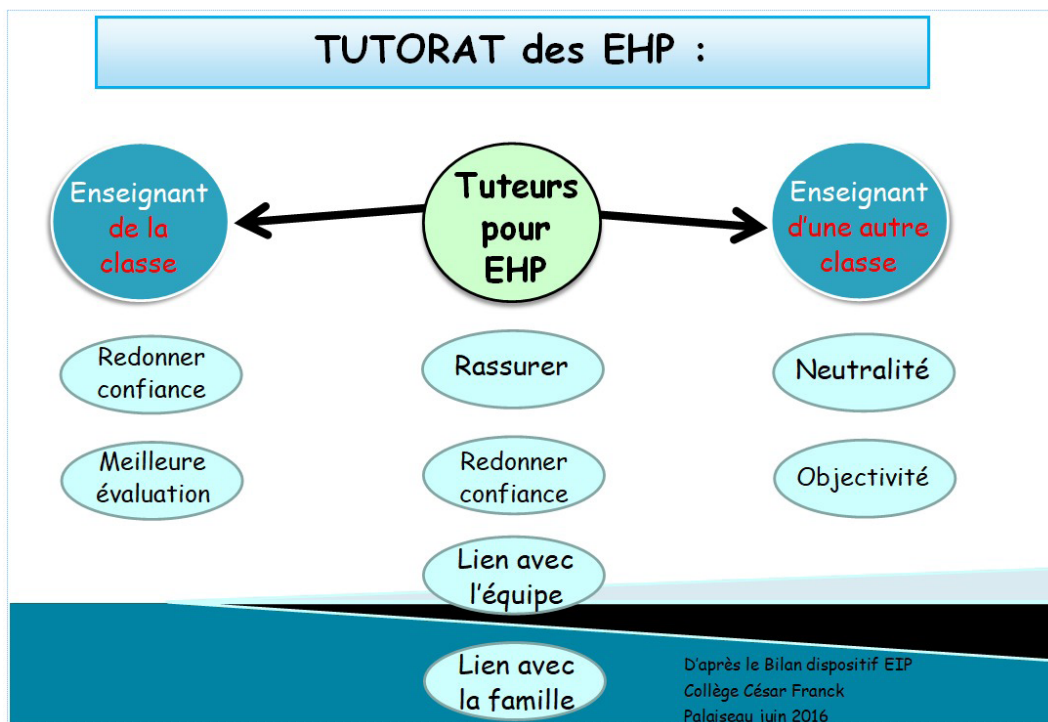 TUTORAT des EHP :
Enseignant
de la
classe
Tuteurs
pour
EHP
Enseignant
d'une autre
classe
Redonner
confiance
Rassurer
Neutralité
Meilleure
évaluation
Redonner
confiance
Objectivité
Lien avec
l'équipe
Lien avec
la famille
D'après le Bilan dispositif EIP
Collège César Franck
Palaiseau juin 2016